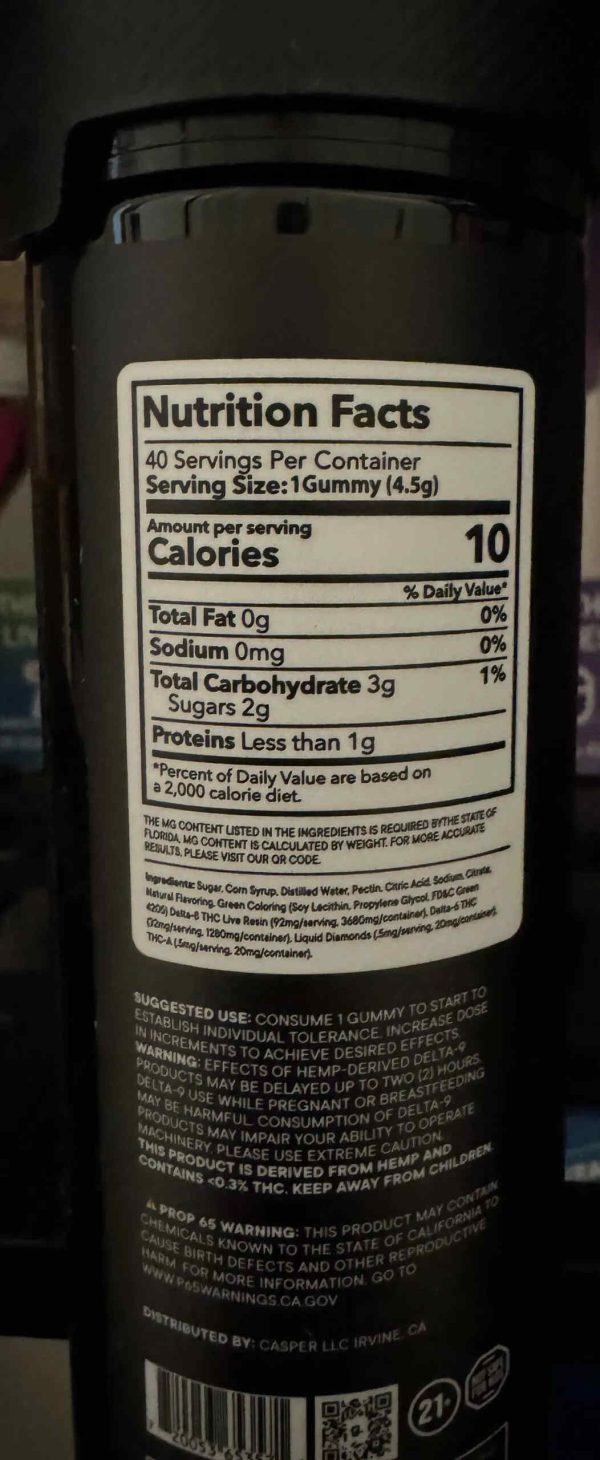 Nutrition Facts
40 Servings Per Container
Serving Size:1Gummy (4.5g)
Amount per serving
Calories 10
% Daily Value*
Total Fat 0g 0%
Sodium 0mg 0%
Total Carbohydrate 3g 1%
Sugars 2g
Proteins Less than 1g
*Percent of Daily Value are based on
a 2,000 calorie diet.
THE MG CONTENT LISTED IN THE INGREDIENTS IS REQUIRED BYTHE STATE OF
FLORIDA. MG CONTENT IS CALCULATED BY WEIGHT. FOR MORE ACCURATE
RESULTS, PLEASE VISIT OUR QR CODE.
Ingredients: Sugar, Corn Syrup, Distilled Water, Pectin, Citric Acid, Sodium, Citrate,
Natural Flavoring, Green Coloring (Soy Lecithin, Propylene Glycol, FD&C Green
4205) Delta-8 THC Live Resin (92mg/serving, 3680mg/container), Delta-6 THC
(32mg/serving, 1280mg/container), Liquid Diamonds (.5mg/serving, 20mg/container),
THC-A (.5mg/serving, 20mg/container).
SUGGESTED USE: CONSUME 1 GUMMY TO START TO
ESTABLISH INDIVIDUAL TOLERANCE. INCREASE DOSE
IN INCREMENTS TO ACHIEVE DESIRED EFFECTS.
WARNING: EFFECTS OF HEMP-DERIVED DELTA-9
PRODUCTS MAY BE DELAYED UP TO TWO (2) HOURS.
DELTA-9 USE WHILE PREGNANT OR BREASTFEEDING
MAY BE HARMFUL. CONSUMPTION OF DELTA-9
PRODUCTS MAY IMPAIR YOUR ABILITY TO OPERATE
MACHINERY, PLEASE USE EXTREME CAUTION.
THIS PRODUCT IS DERIVED FROM HEMP AND
CONTAINS <0.3% THC. KEEP AWAY FROM CHILDREN.
PROP 65 WARNING: THIS PRODUCT MAY CONTAIN
CHEMICALS KNOWN TO THE STATE OF CALIFORNIA TO
CAUSE BIRTH DEFECTS AND OTHER REPRODUCTIVE
HARM. FOR MORE INFORMATION, GO TO
WWW.P65WARNINGS.CA.GOV
DISTRIBUTED BY: CASPER LLC IRVINE, CA
21+